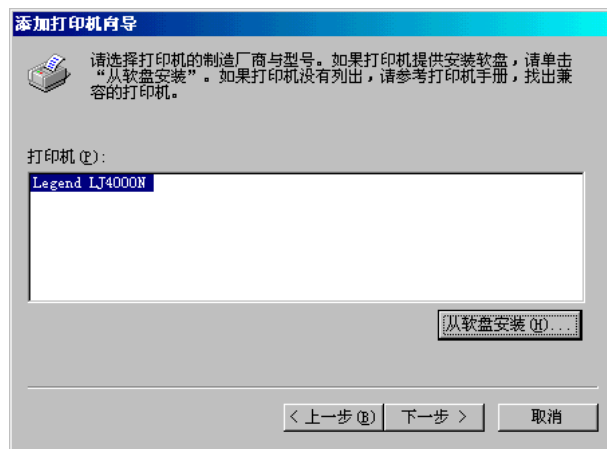 添加打印机向导
请选择打印机的制造厂商与型号。如果打印机提供安装软盘，请单击
“从软盘安装”。如果打印机没有列出，请参考打印机手册，找出兼
容的打印机。
打印机(P):
Legend LJ4000N
从软盘安装(H)...
< 上一步(B)
下一步 >
取消